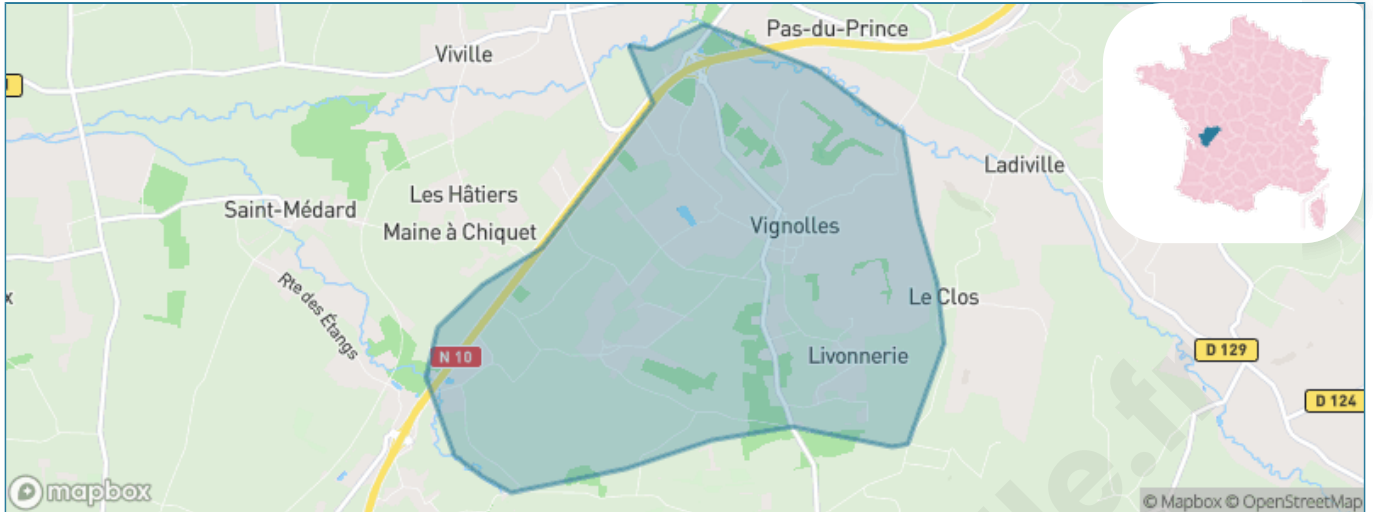 Pas-du-Prince
Viville
Ladiville
Les Hâtiers
Saint-Médard
Maine à Chiquet
Vignolles
Rte des Étangs
Le Clos
N 10
Livonnerie
D 129
D 124
mapbox
© Mapbox © OpenStreetMap